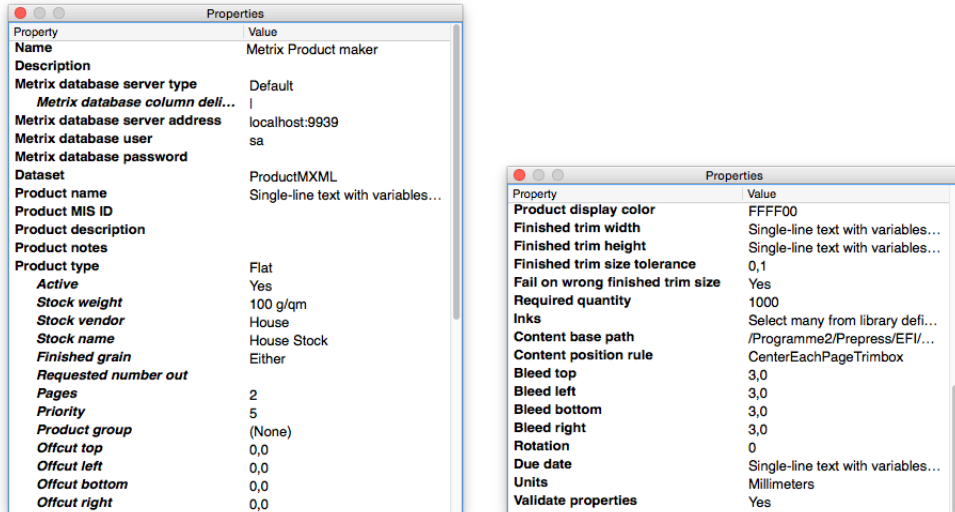 Properties
Property Value
Name Metrix Product maker
Description
Metrix database server type Default
Metrix database column deli... |
Metrix database server address localhost:9939
Metrix database user sa
Metrix database password
Dataset ProductMXML
Product name Single-line text with variables...
Product MIS ID
Product description
Product notes
Product type Flat
Active Yes
Stock weight 100 g/qm
Stock vendor House
Stock name House Stock
Finished grain Either
Requested number out
Pages 2
Priority 5
Product group (None)
Offcut top 0,0
Offcut left 0,0
Offcut bottom 0,0
Offcut right 0,0
Properties
Property Value
Product display color FFFF00
Finished trim width Single-line text with variables...
Finished trim height Single-line text with variables...
Finished trim size tolerance 0,1
Fail on wrong finished trim size Yes
Required quantity 1000
Inks Select many from library defi...
Content base path /Programme2/Prepress/EFI/...
Content position rule CenterEachPageTrimbox
Bleed top 3,0
Bleed left 3,0
Bleed bottom 3,0
Bleed right 3,0
Rotation 0
Due date Single-line text with variables...
Units Millimeters
Validate properties Yes